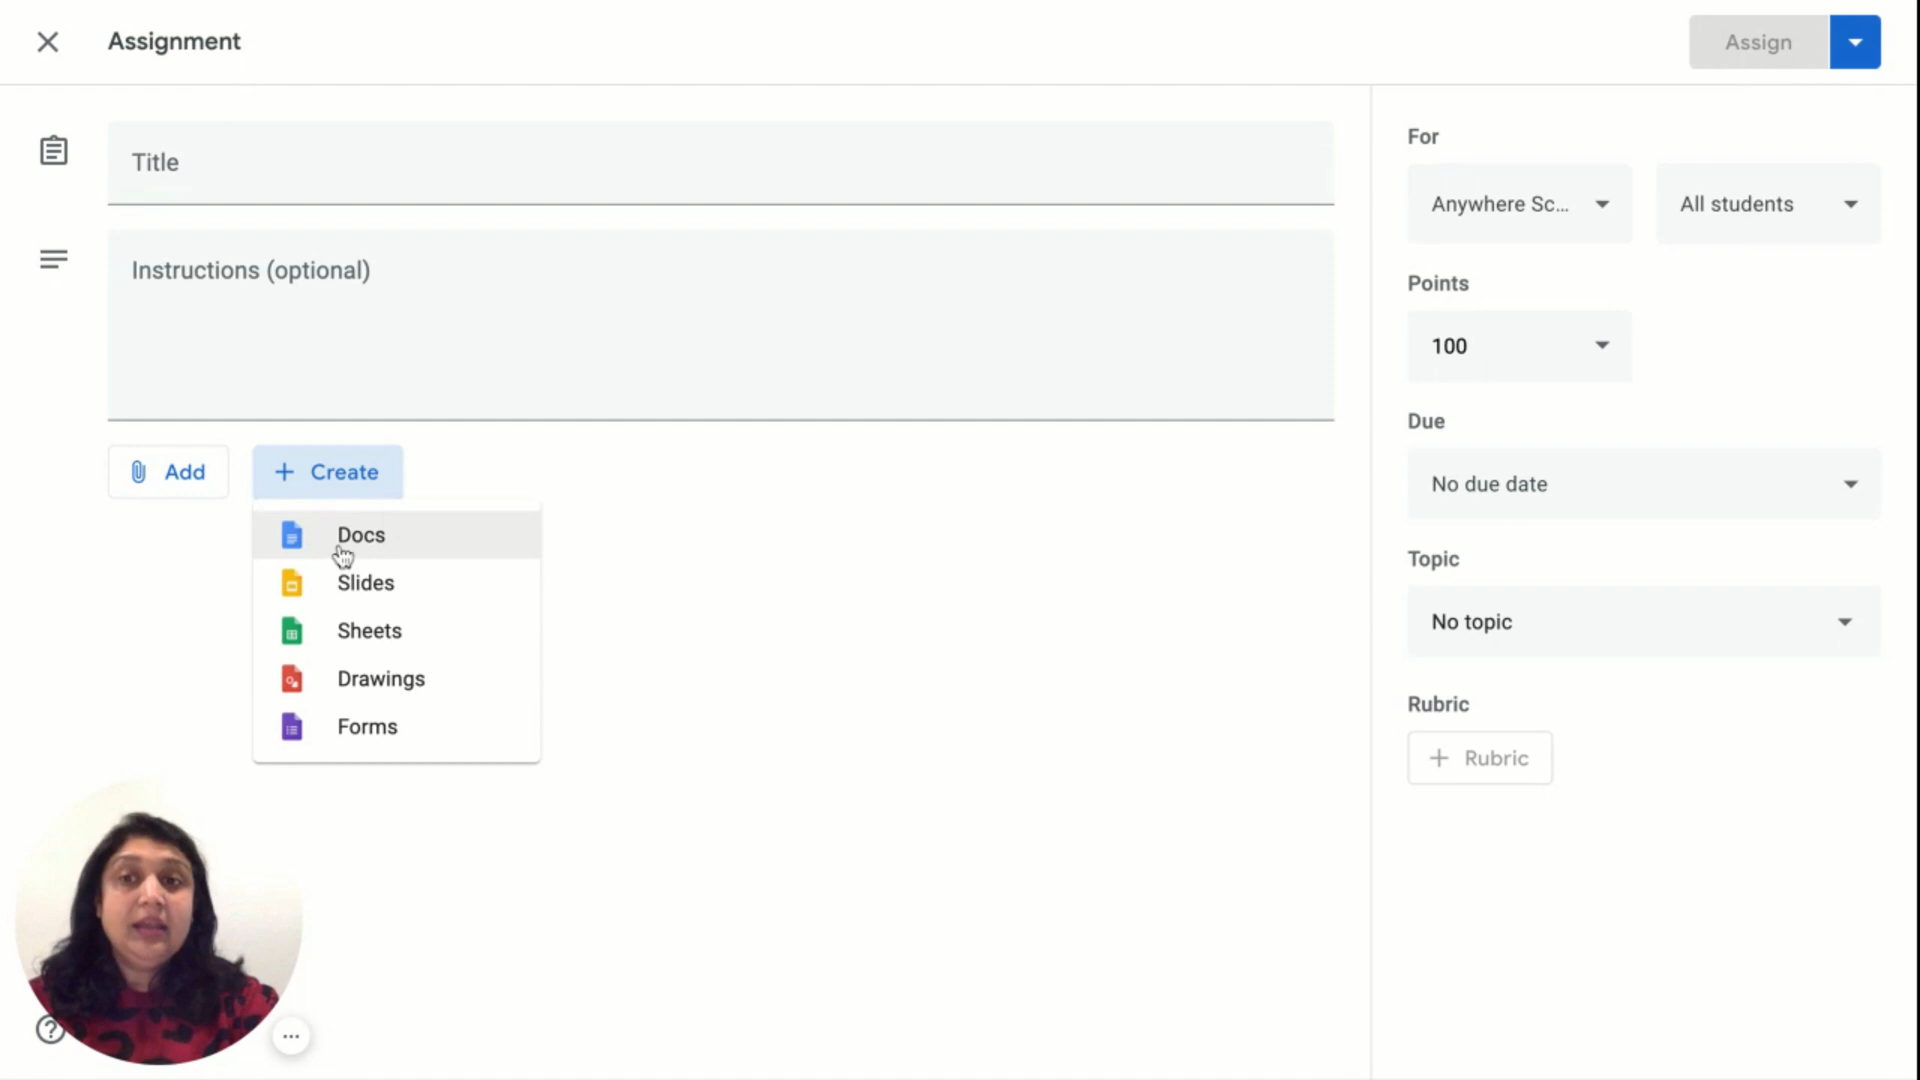 Assignment
Assign
Title
Instructions (optional)
Add
Create
Docs
Slides
Sheets
Drawings
Forms
For
Anywhere Sc...
All students
Points
100
Due
No due date
Topic
No topic
Rubric
+ Rubric